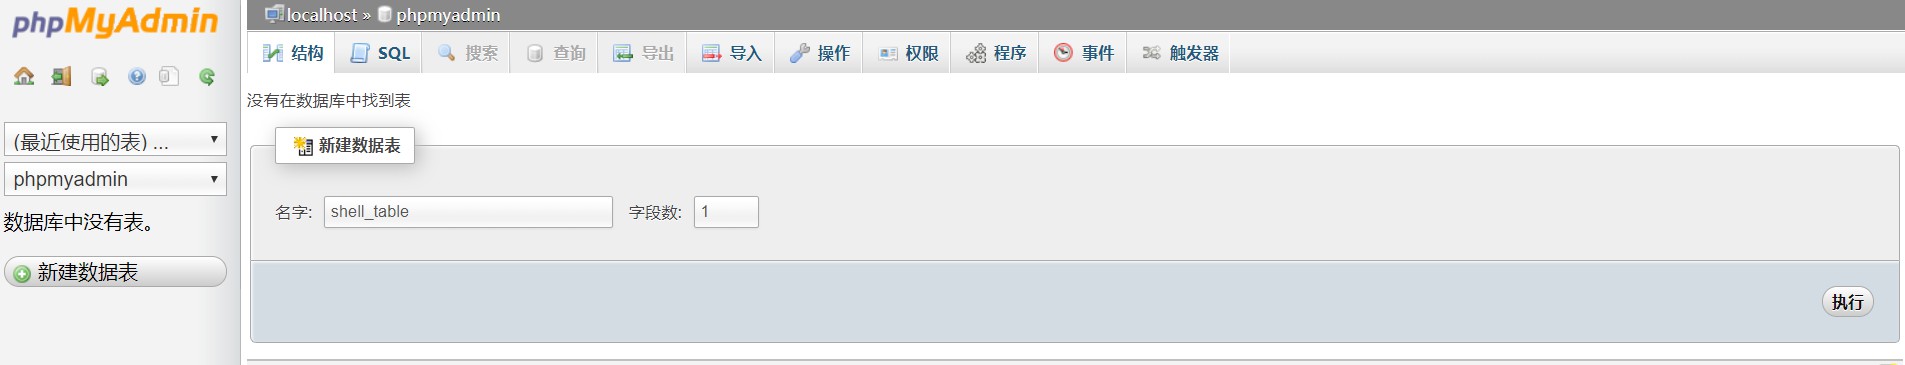 phpMyAdmin
(最近使用的表) ...
phpmyadmin
数据库中没有表。
新建数据表
localhost » phpmyadmin
结构 SQL 搜索 查询 导出 导入 操作 权限 程序 事件 触发器
没有在数据库中找到表
新建数据表
名字: shell_table 字段数: 1
执行